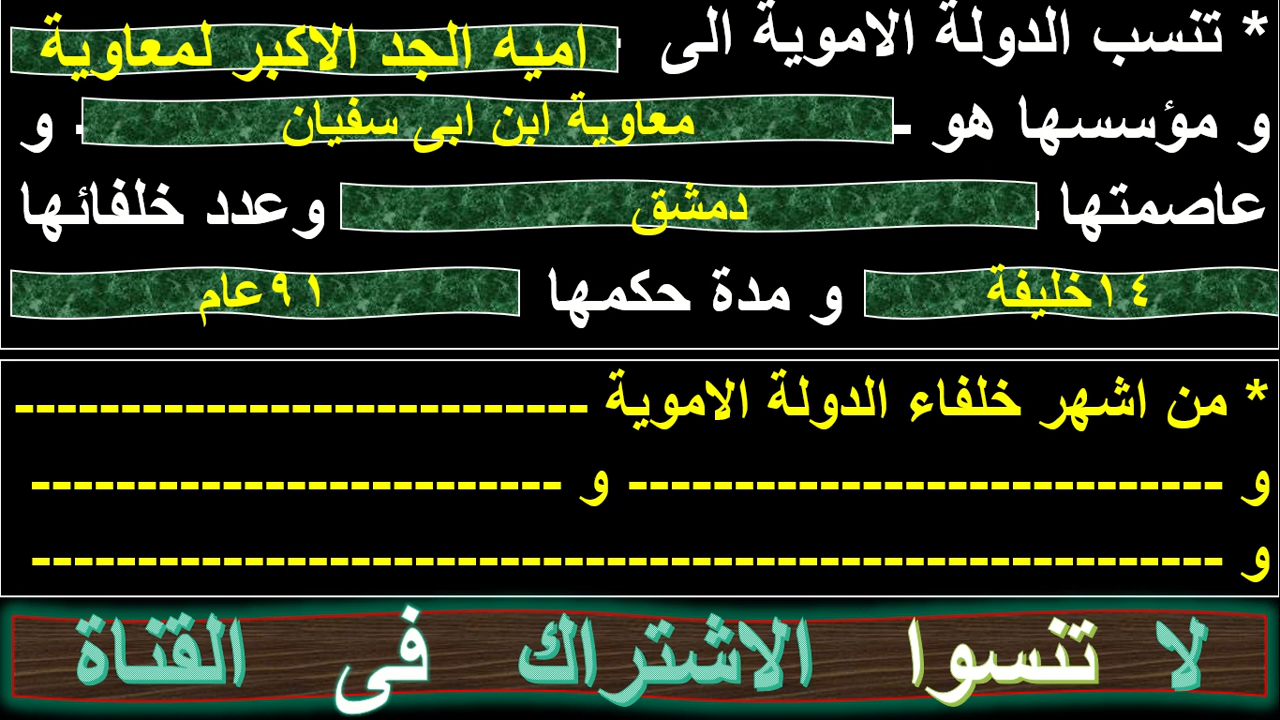 * تنسب الدولة الاموية الى اميه الجد الاكبر لمعاوية
و مؤسسها هو - معاوية ابن ابى سفيان - و
عاصمتها دمشق وعدد خلفائها
١٤خليفة و مدة حكمها ٩١عام
* من اشهر خلفاء الدولة الاموية ---------------------------
و ---------------------------- و -------------------------
و --------------------------------------------------------
لا تنسوا الاشتراك فى القناة